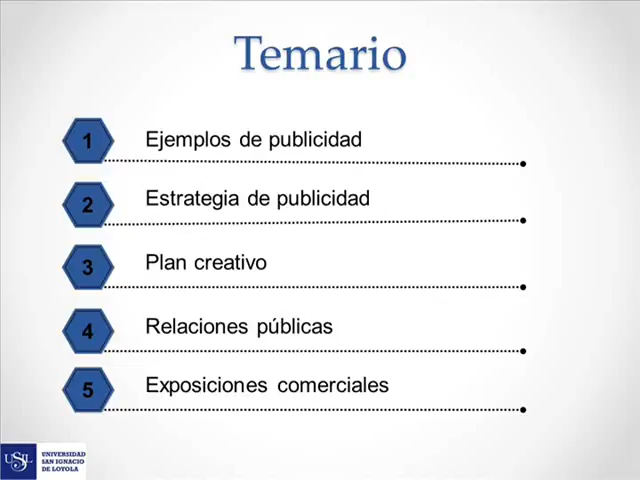 Temario
1 Ejemplos de publicidad
2 Estrategia de publicidad
3 Plan creativo
4 Relaciones públicas
5 Exposiciones comerciales
USIL UNIVERSIDAD
SAN IGNACIO
DE LOYOLA